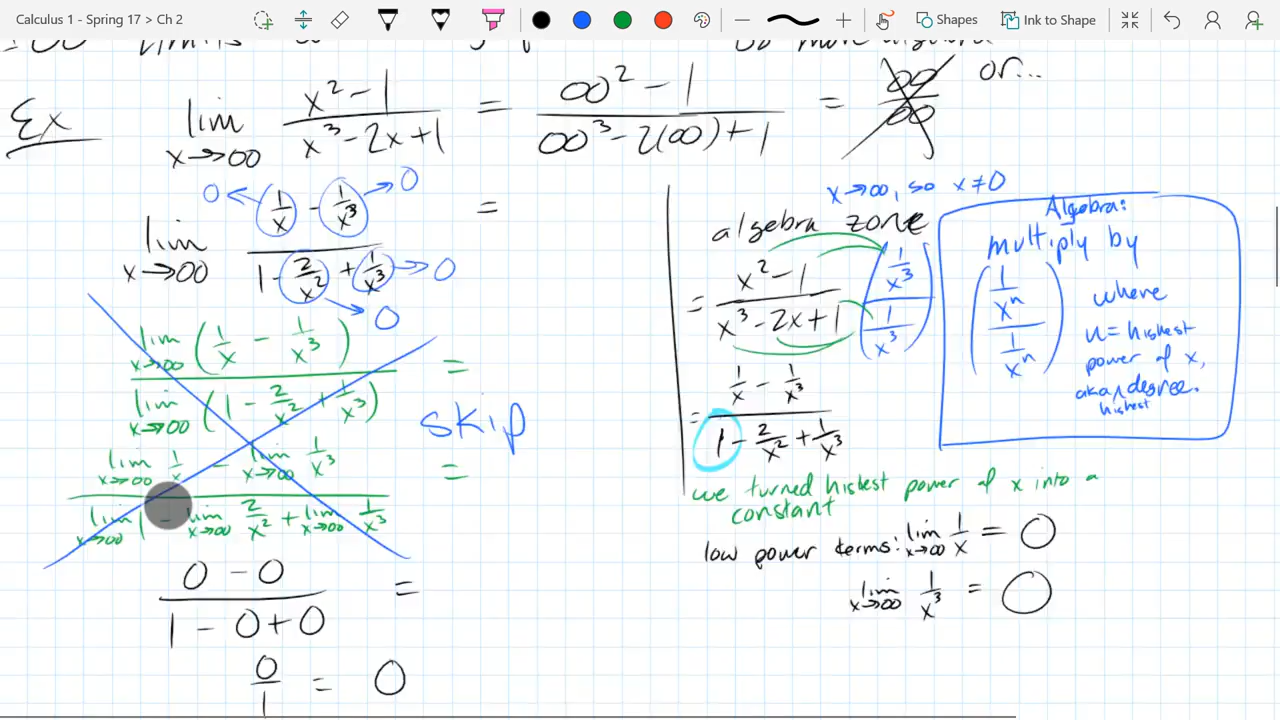 Calculus 1 - Spring 17 > Ch 2
Shapes
Ink to Shape
limits
or...
Ex lim x→∞ (x² - 1)/(x³ - 2x + 1) = (∞² - 1)/(∞³ - 2(∞) + 1) = ∞/∞
0 ← 1/x - 1/x³ → 0 =
lim x→∞ 1 - 2/x² + 1/x³ → 0
→ 0
lim x→∞ (1/x - 1/x³) =
lim x→∞ (1 - 2/x² + 1/x³)
skip
lim x→∞ 1/x - lim x→∞ 1/x³ =
lim x→∞ 1 - lim x→∞ 2/x² + lim x→∞ 1/x³
0 - 0 =
1 - 0 + 0
0/1 = 0
x→∞, so x ≠ 0
algebra zone
= (x² - 1)/(x³ - 2x + 1) ((1/x³)/(1/x³))
= (1/x - 1/x³)/(1 - 2/x² + 1/x³)
Algebra:
multiply by
((1/xⁿ)/(1/xⁿ)) where
n = highest
power of x,
aka degree.
highest
we turned highest power of x into a
constant
low power terms: lim x→∞ 1/x = 0
lim x→∞ 1/x³ = 0